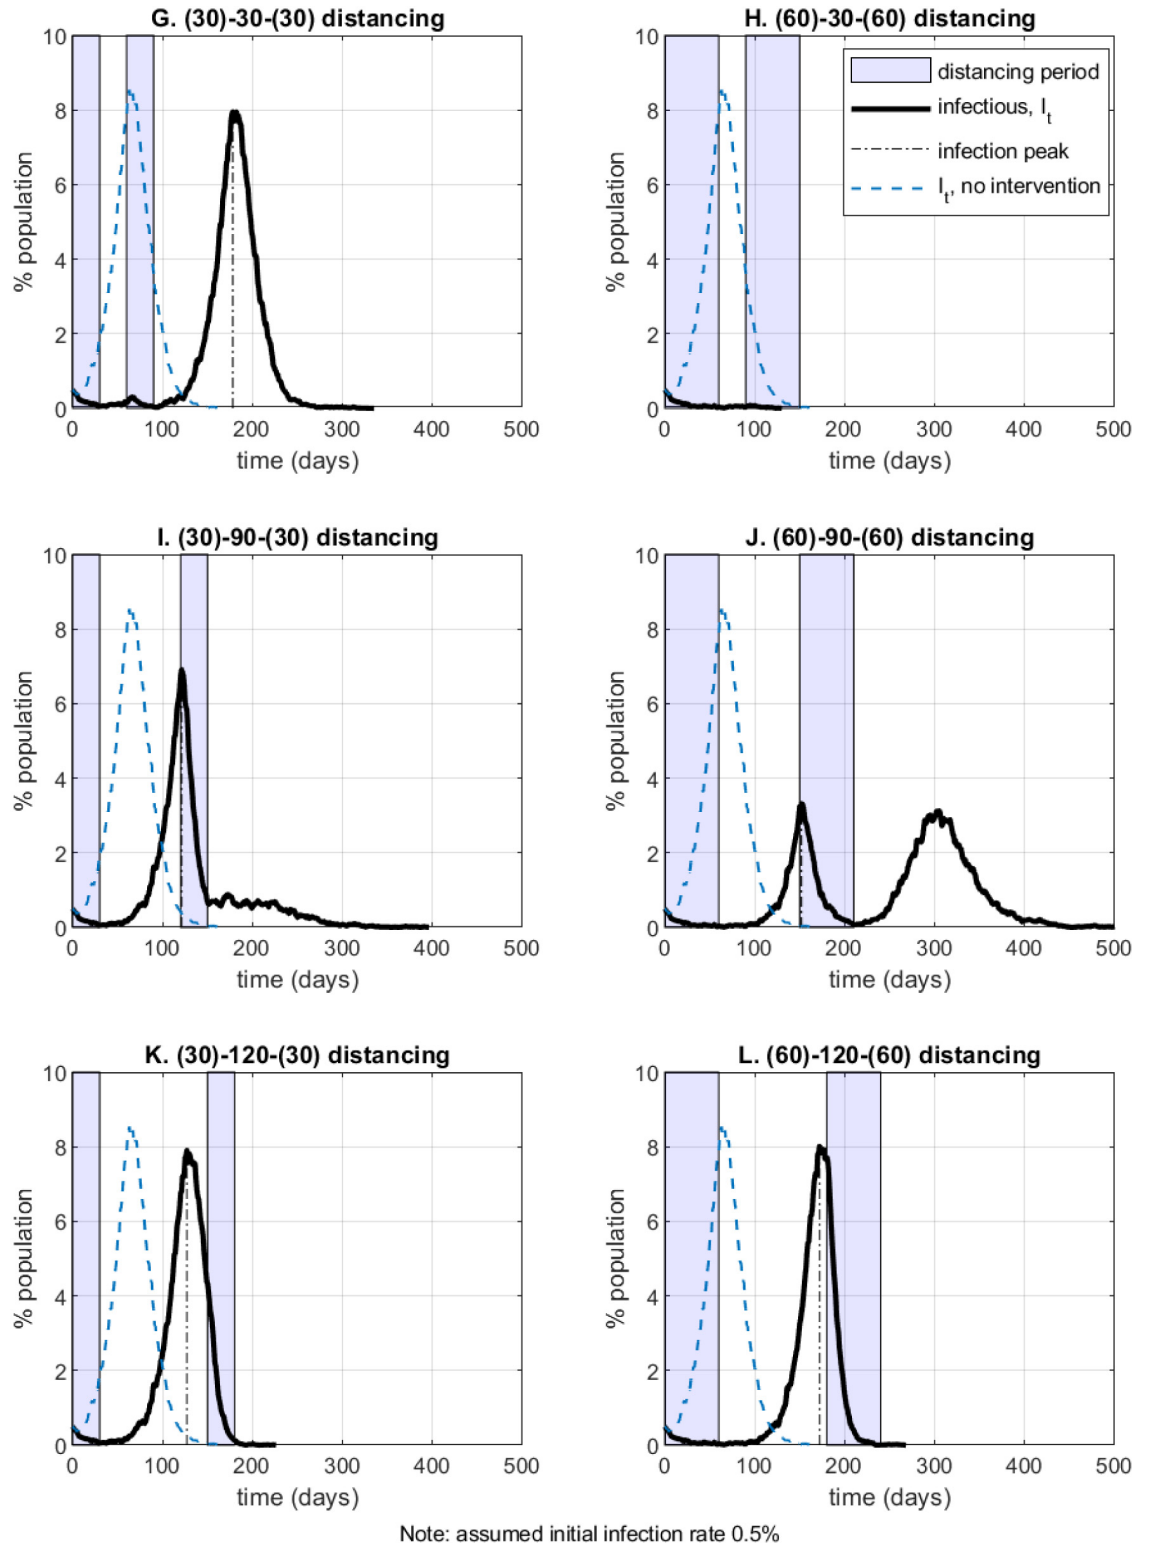 G. (30)-30-(30) distancing
10
8
6
4
2
0
% population
0 100 200 300 400 500
time (days)
H. (60)-30-(60) distancing
10
8
6
4
2
0
% population
distancing period
infectious, I_t
infection peak
I_t, no intervention
0 100 200 300 400 500
time (days)
I. (30)-90-(30) distancing
10
8
6
4
2
0
% population
0 100 200 300 400 500
time (days)
J. (60)-90-(60) distancing
10
8
6
4
2
0
% population
0 100 200 300 400 500
time (days)
K. (30)-120-(30) distancing
10
8
6
4
2
0
% population
0 100 200 300 400 500
time (days)
L. (60)-120-(60) distancing
10
8
6
4
2
0
% population
0 100 200 300 400 500
time (days)
Note: assumed initial infection rate 0.5%